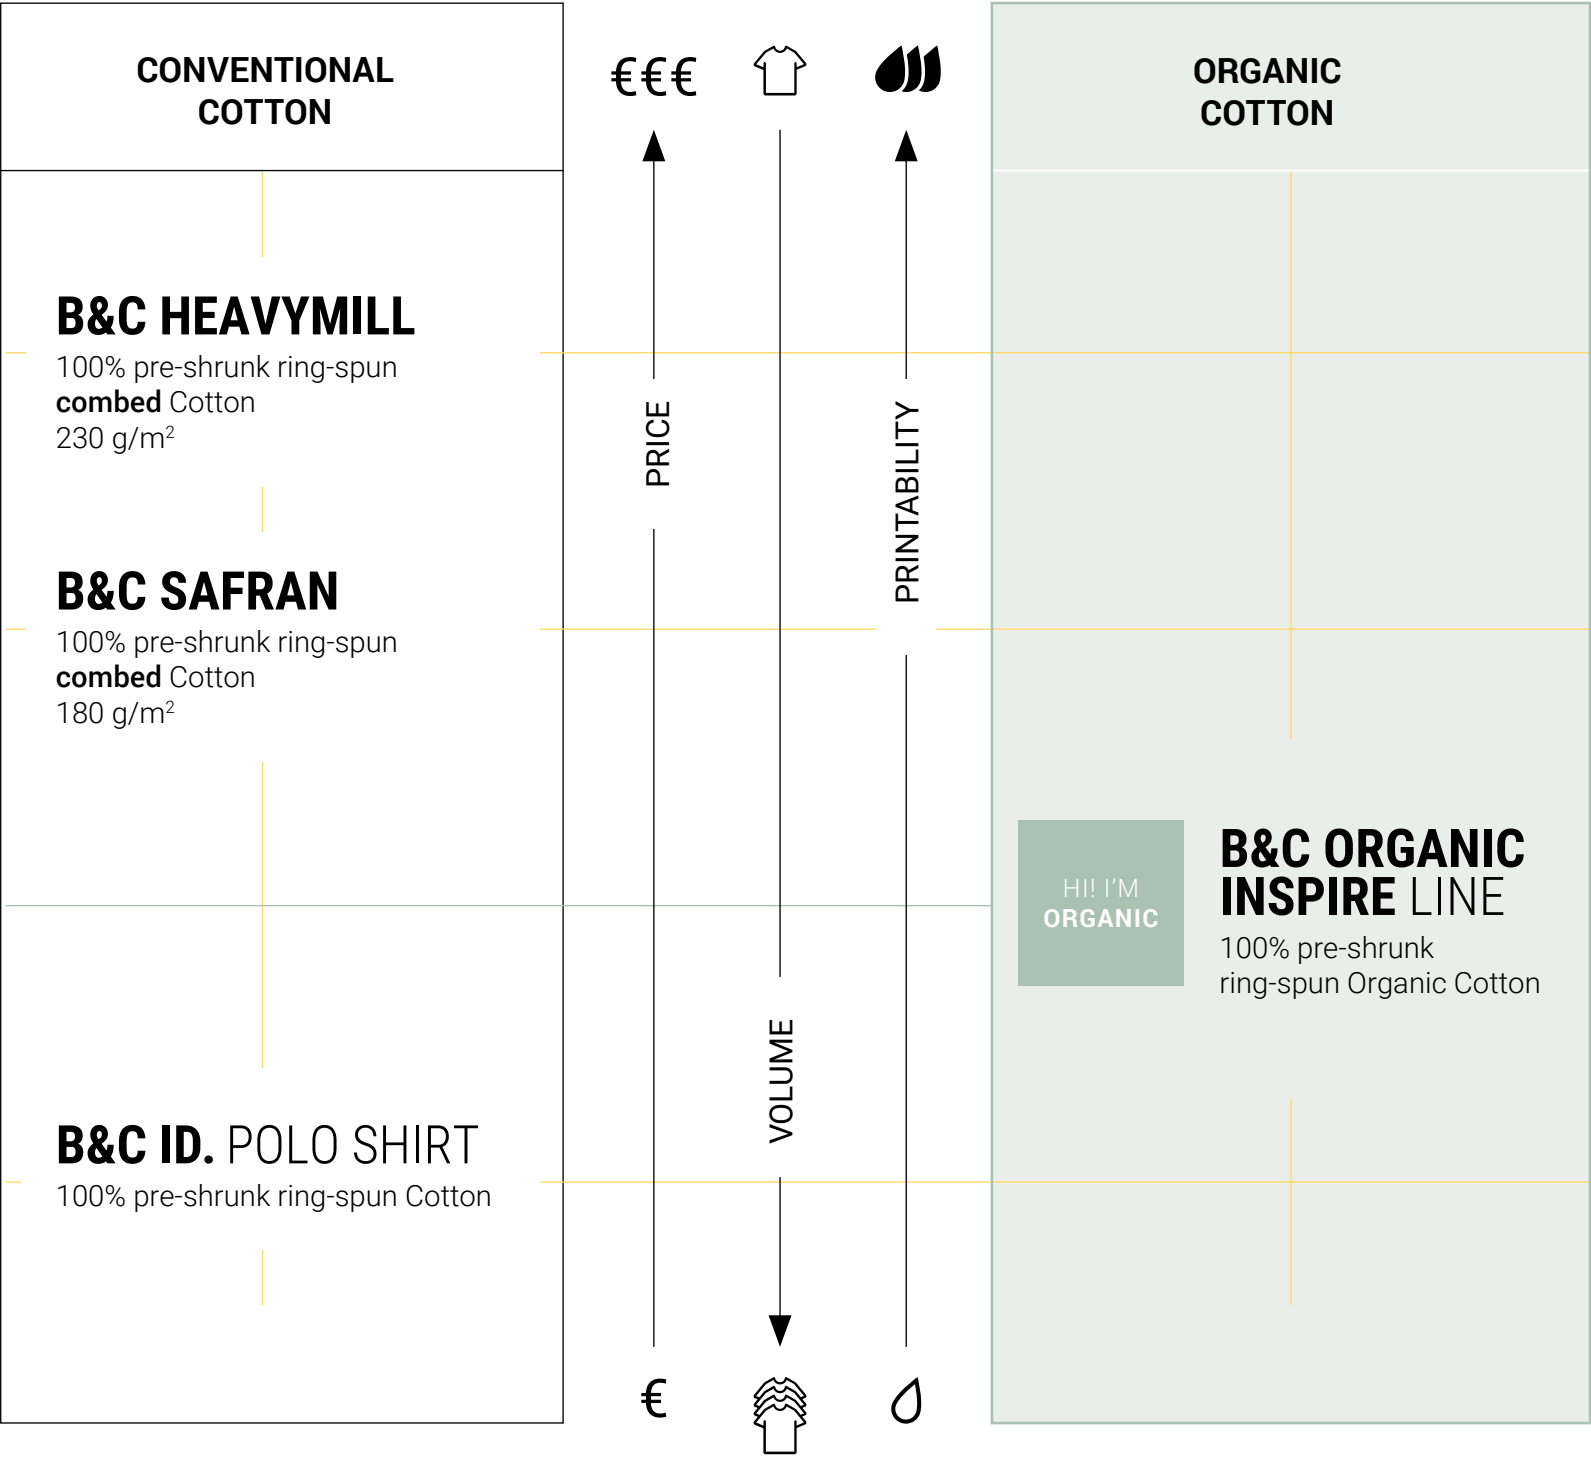 CONVENTIONAL
COTTON
€€€
ORGANIC
COTTON
B&C HEAVYMILL
100% pre-shrunk ring-spun
combed Cotton
230 g/m²
PRICE
PRINTABILITY
B&C SAFRAN
100% pre-shrunk ring-spun
combed Cotton
180 g/m²
HI! I'M
ORGANIC
B&C ORGANIC
INSPIRE LINE
100% pre-shrunk
ring-spun Organic Cotton
VOLUME
B&C ID. POLO SHIRT
100% pre-shrunk ring-spun Cotton
€